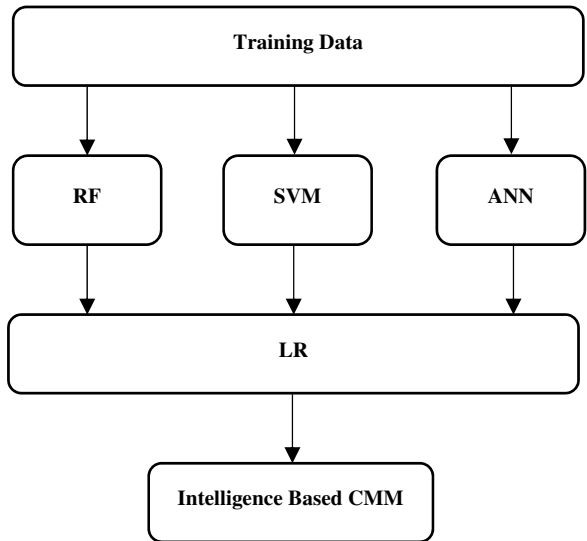 Training Data
RF
SVM
ANN
LR
Intelligence Based CMM